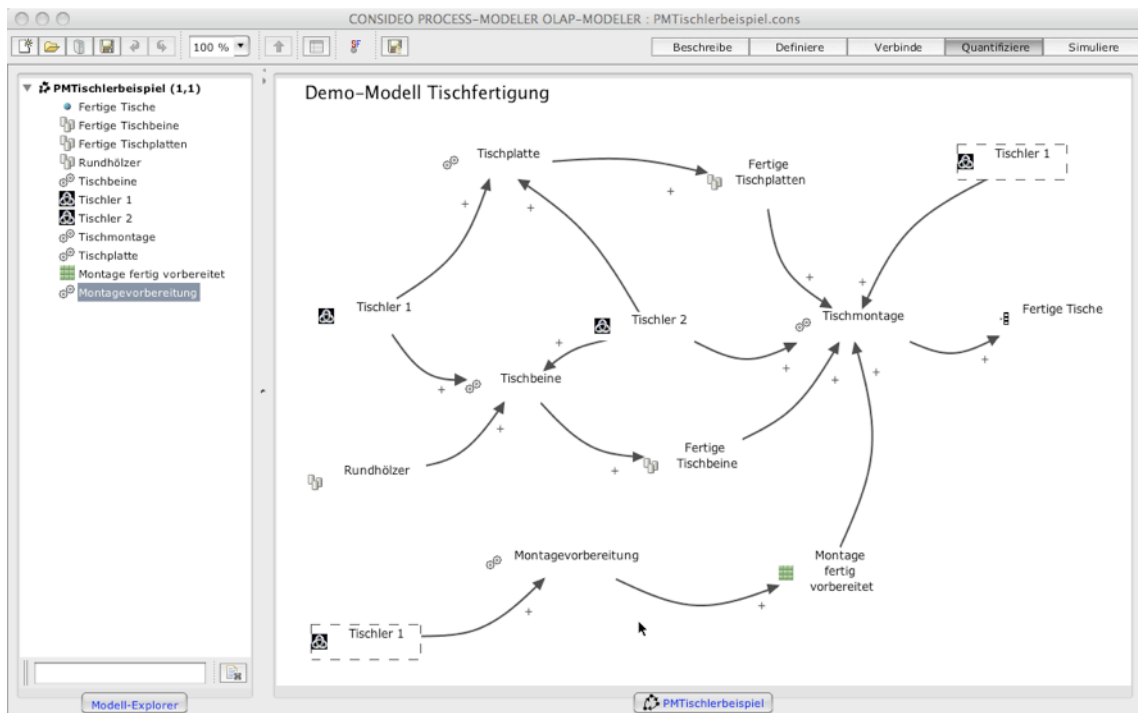 CONSIDEO PROCESS-MODELER OLAP-MODELER : PMTischlerbeispiel.cons
100 %
Beschreibe
Definiere
Verbinde
Quantifiziere
Simuliere
PMTischlerbeispiel (1,1)
Fertige Tische
Fertige Tischbeine
Fertige Tischplatten
Rundhölzer
Tischbeine
Tischler 1
Tischler 2
Tischmontage
Tischplatte
Montage fertig vorbereitet
Montagevorbereitung
Modell-Explorer
Demo-Modell Tischfertigung
Tischplatte
Fertige
Tischplatten
Tischler 1
+
+
+
+
+
Tischler 1
Tischler 2
Tischmontage
Fertige Tische
+
+
+
+
+
+
Tischbeine
+
+
Rundhölzer
Fertige
Tischbeine
+
Montagevorbereitung
Montage
fertig
vorbereitet
+
+
Tischler 1
PMTischlerbeispiel